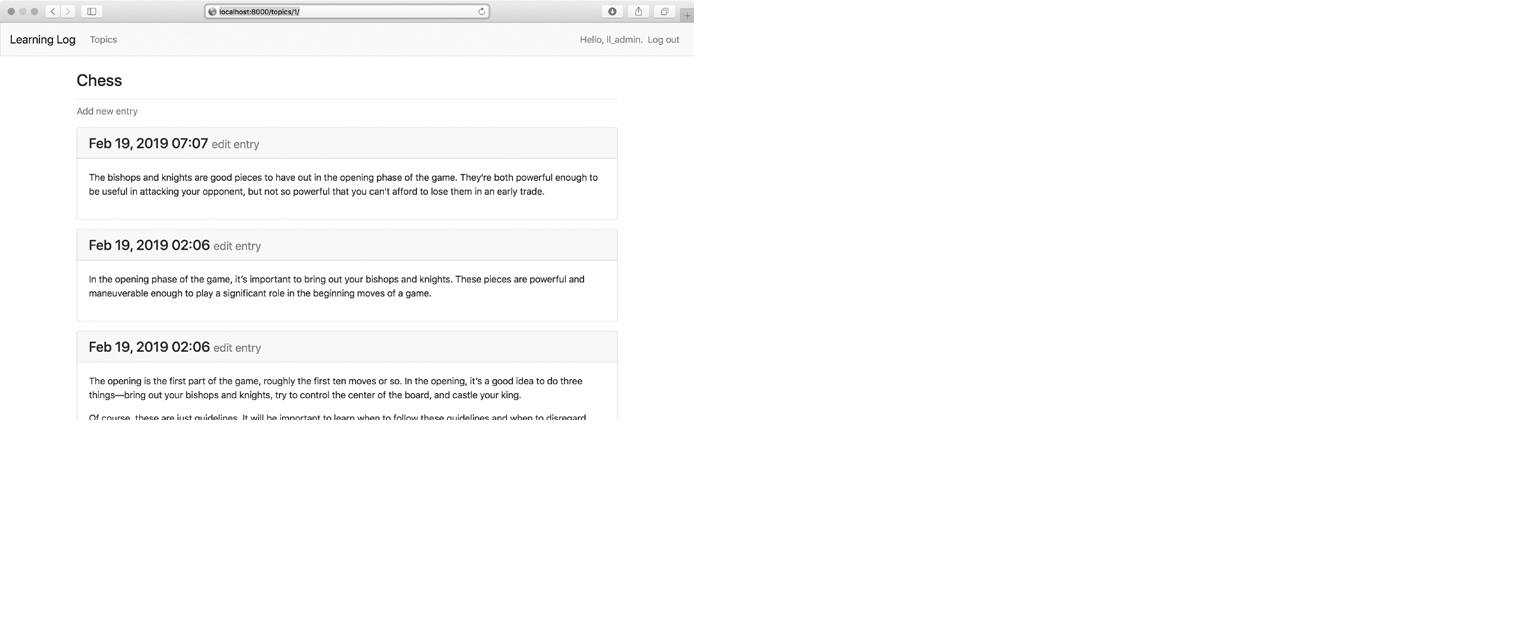 localhost:8000/topics/1/
Learning Log Topics Hello, ll_admin. Log out
Chess
Add new entry
Feb 19, 2019 07:07 edit entry
The bishops and knights are good pieces to have out in the opening phase of the game. They're both powerful enough to
be useful in attacking your opponent, but not so powerful that you can't afford to lose them in an early trade.
Feb 19, 2019 02:06 edit entry
In the opening phase of the game, it’s important to bring out your bishops and knights. These pieces are powerful and
maneuverable enough to play a significant role in the beginning moves of a game.
Feb 19, 2019 02:06 edit entry
The opening is the first part of the game, roughly the first ten moves or so. In the opening, it’s a good idea to do three
things—bring out your bishops and knights, try to control the center of the board, and castle your king.
Of course, these are just guidelines. It will be important to learn when to follow these guidelines and when to disregard